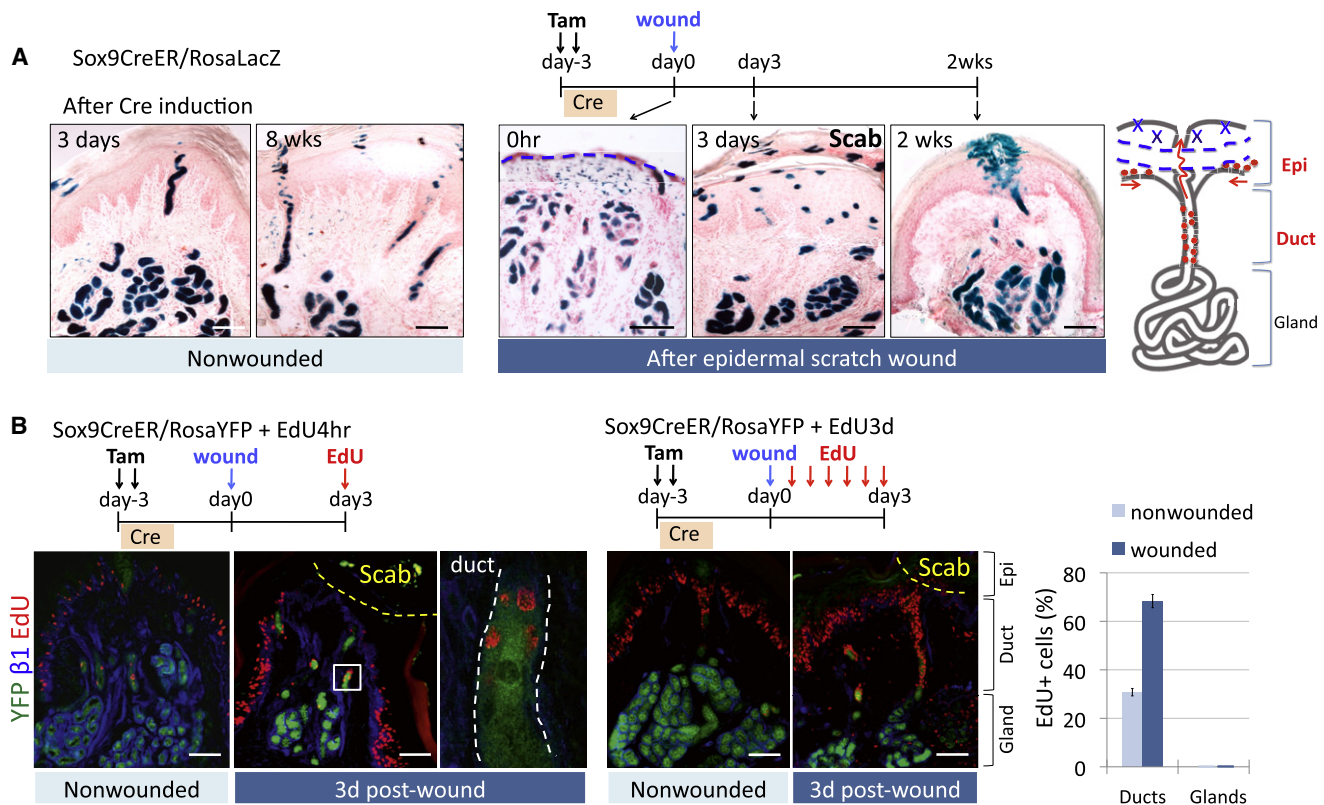 A
Sox9CreER/RosaLacZ
After Cre induction
3 days
8 wks
Nonwounded
Tam
wound
day-3
day0
day3
2wks
Cre
0hr
3 days
Scab
2 wks
After epidermal scratch wound
X X X X
Epi
Duct
Gland
B
Sox9CreER/RosaYFP + EdU4hr
Tam
wound
EdU
day-3
day0
day3
Cre
YFP β1 EdU
Scab
duct
Nonwounded
3d post-wound
Sox9CreER/RosaYFP + EdU3d
Tam
wound
EdU
day-3
day0
day3
Cre
Scab
Epi
Duct
Gland
Nonwounded
3d post-wound
nonwounded
wounded
EdU+ cells (%)
80
60
40
20
0
Ducts
Glands